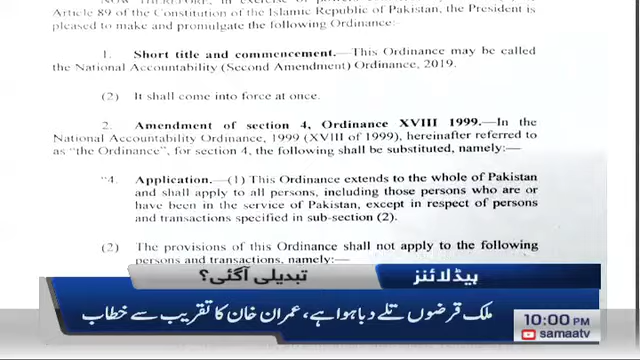 NOW THEREFORE, in exercise of powers
Article 89 of the Constitution of the Islamic Republic of Pakistan, the President is
pleased to make and promulgate the following Ordinance:-
1. Short title and commencement.—This Ordinance may be called
the National Accountability (Second Amendment) Ordinance, 2019.
(2) It shall come into force at once.
2. Amendment of section 4, Ordinance XVIII 1999.—In the
National Accountability Ordinance, 1999 (XVIII of 1999), hereinafter referred to
as "the Ordinance", for section 4, the following shall be substituted, namely:—
"4. Application.—(1) This Ordinance extends to the whole of Pakistan
and shall apply to all persons, including those persons who are or
have been in the service of Pakistan, except in respect of persons
and transactions specified in sub-section (2).
(2) The provisions of this Ordinance shall not apply to the following
persons and transactions, namely:—
ہیڈلائنز
تبدیلی آگئی؟
ملک قرضوں تلے دبا ہوا ہے، عمران خان کا تقریب سے خطاب
10:00 PM
samaatv